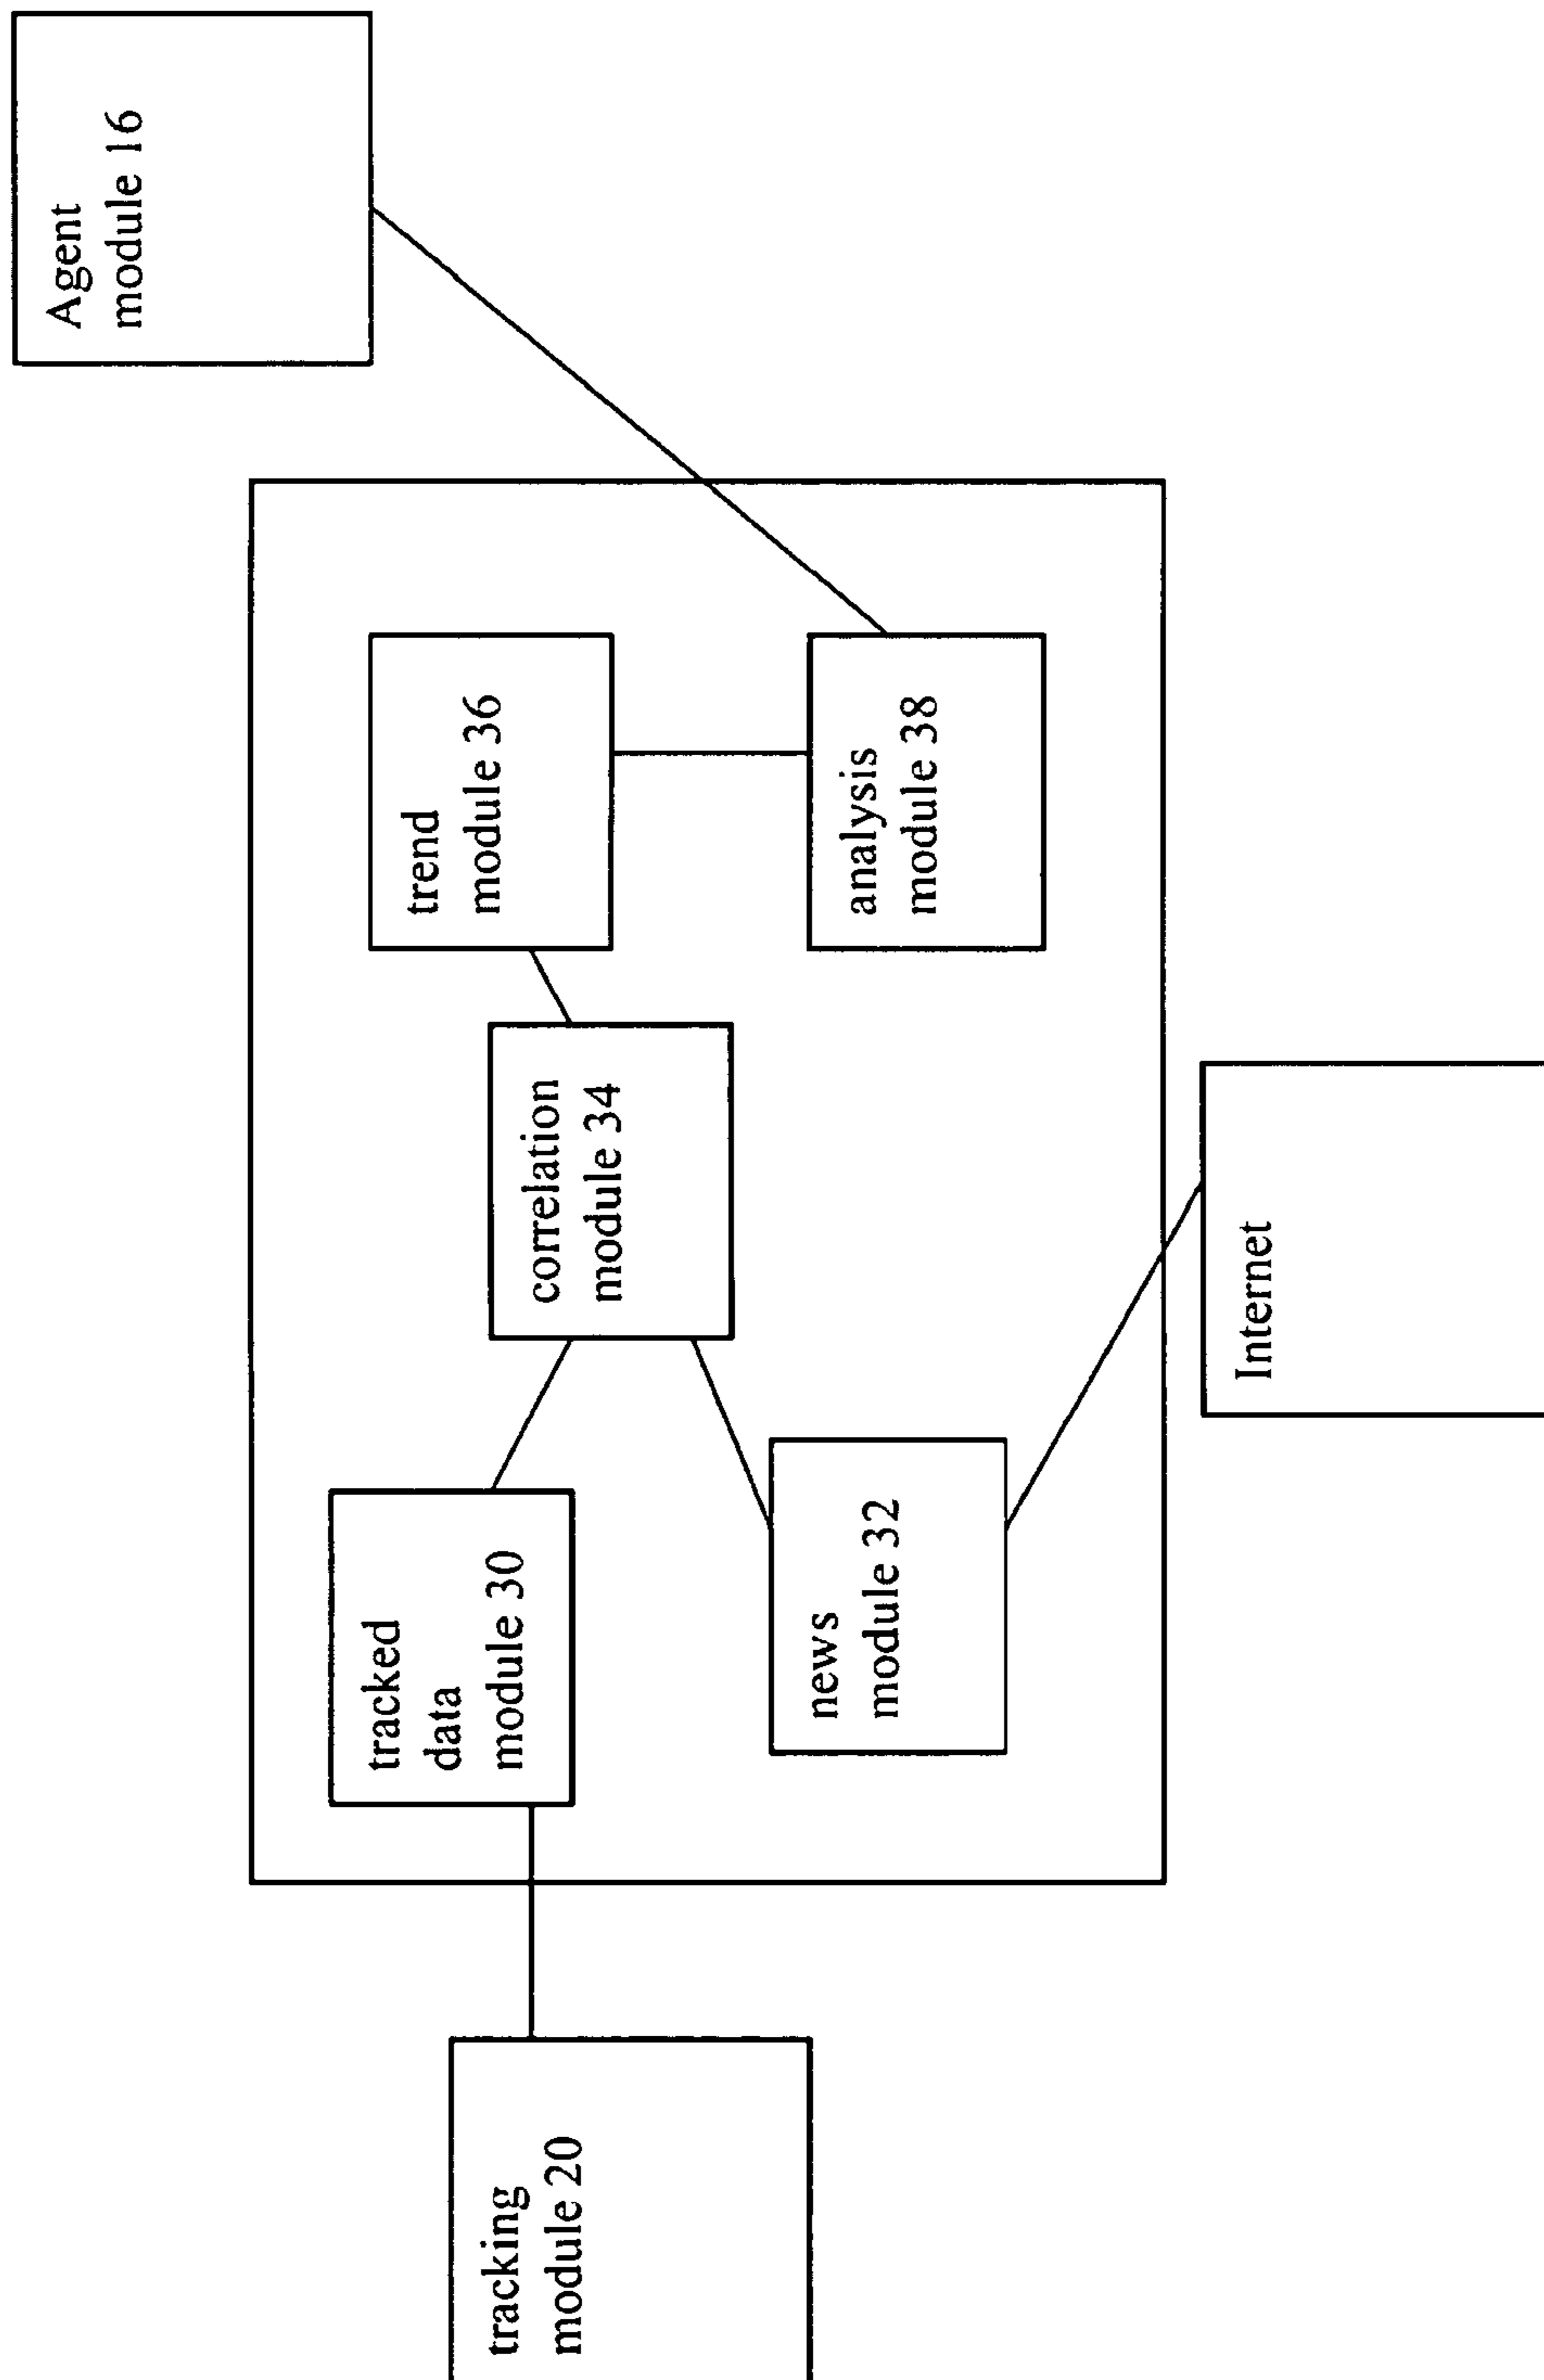 tracking
module 20
tracked
data
module 30
news
module 32
correlation
module 34
trend
module 36
analysis
module 38
Agent
module 16
Internet